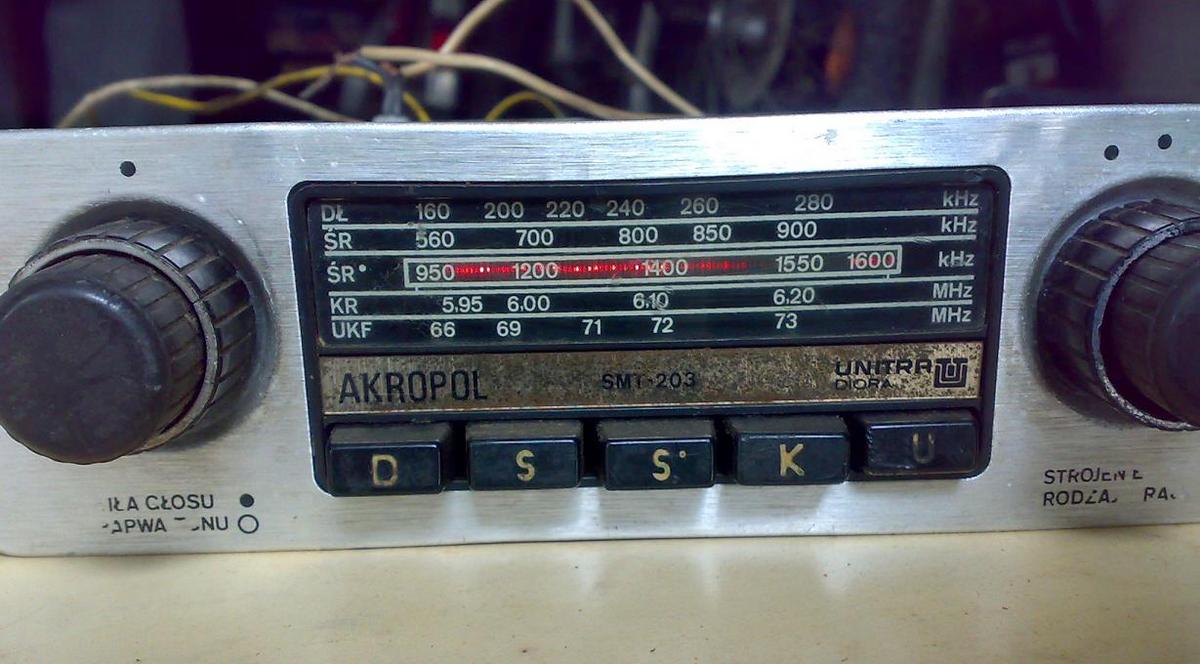 DŁ 160 200 220 240 260 280 kHz
ŚR 560 700 800 850 900 kHz
ŚR• 950 1200 1400 1550 1600 kHz
KR 5,95 6.00 6,10 6,20 MHz
UKF 66 69 71 72 73 MHz
AKROPOL SMT-203 UNITRA
DIORA
D S S• K U
IŁA GŁOSU
STROJENIE